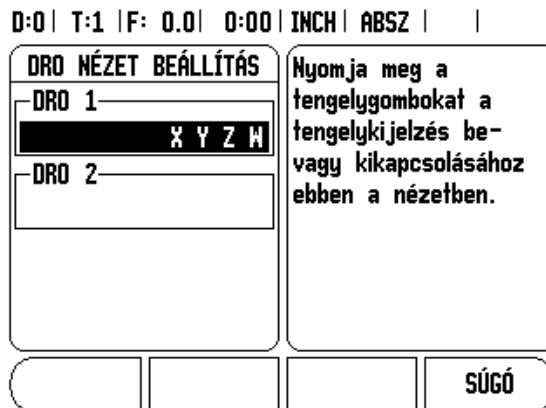 D:0 | T:1 | F: 0.0 | 0:00 | INCH | ABSZ | |
DRO NÉZET BEÁLLÍTÁS
DRO 1
X Y Z W
DRO 2
Nyomja meg a
tengelygombokat a
tengelykijelzés be-
vagy kikapcsolásához
ebben a nézetben.
SÚGÓ